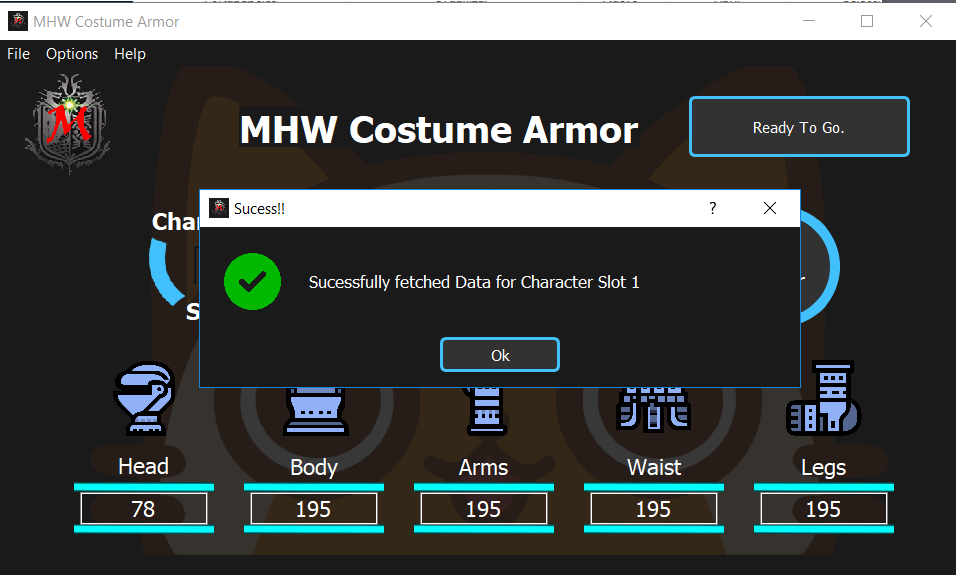 MHW Costume Armor
File Options Help
MHW Costume Armor
Ready To Go.
Sucess!!
?
Sucessfully fetched Data for Character Slot 1
Ok
Head Body Arms Waist Legs
78 195 195 195 195